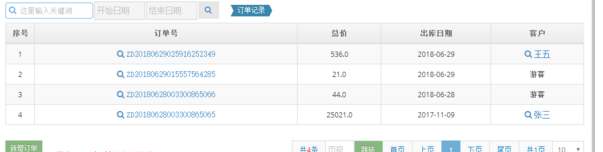 这里输入关键词 开始日期 结束日期 订单记录
序号 订单号 总价 出库日期 客户
1 ZD20180629025916252349 536.0 2018-06-29 王五
2 ZD20180629015557564285 21.0 2018-06-29 游客
3 ZD20180628003300865066 44.0 2018-06-28 游客
4 ZD20180628003300865065 25021.0 2017-11-09 张三
新增订单 共4条 页码 跳转 首页 上页 1 下页 尾页 共1页 10